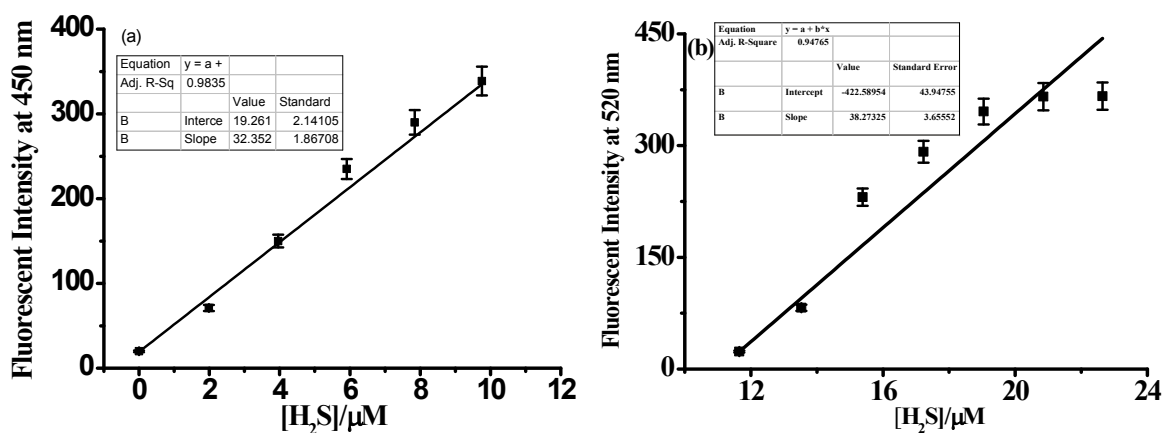 (a)
Equation y = a +
Adj. R-Sq 0.9835
Value Standard
B Interce 19.261 2.14105
B Slope 32.352 1.86708
Fluorescent Intensity at 450 nm
400
300
200
100
0
0 2 4 6 8 10 12
[H₂S]/μM
(b)
Equation y = a + b*x
Adj. R-Square 0.94765
Value Standard Error
B Intercept -422.58954 43.94755
B Slope 38.27325 3.65552
Fluorescent Intensity at 520 nm
450
300
150
0
12 16 20 24
[H₂S]/μM